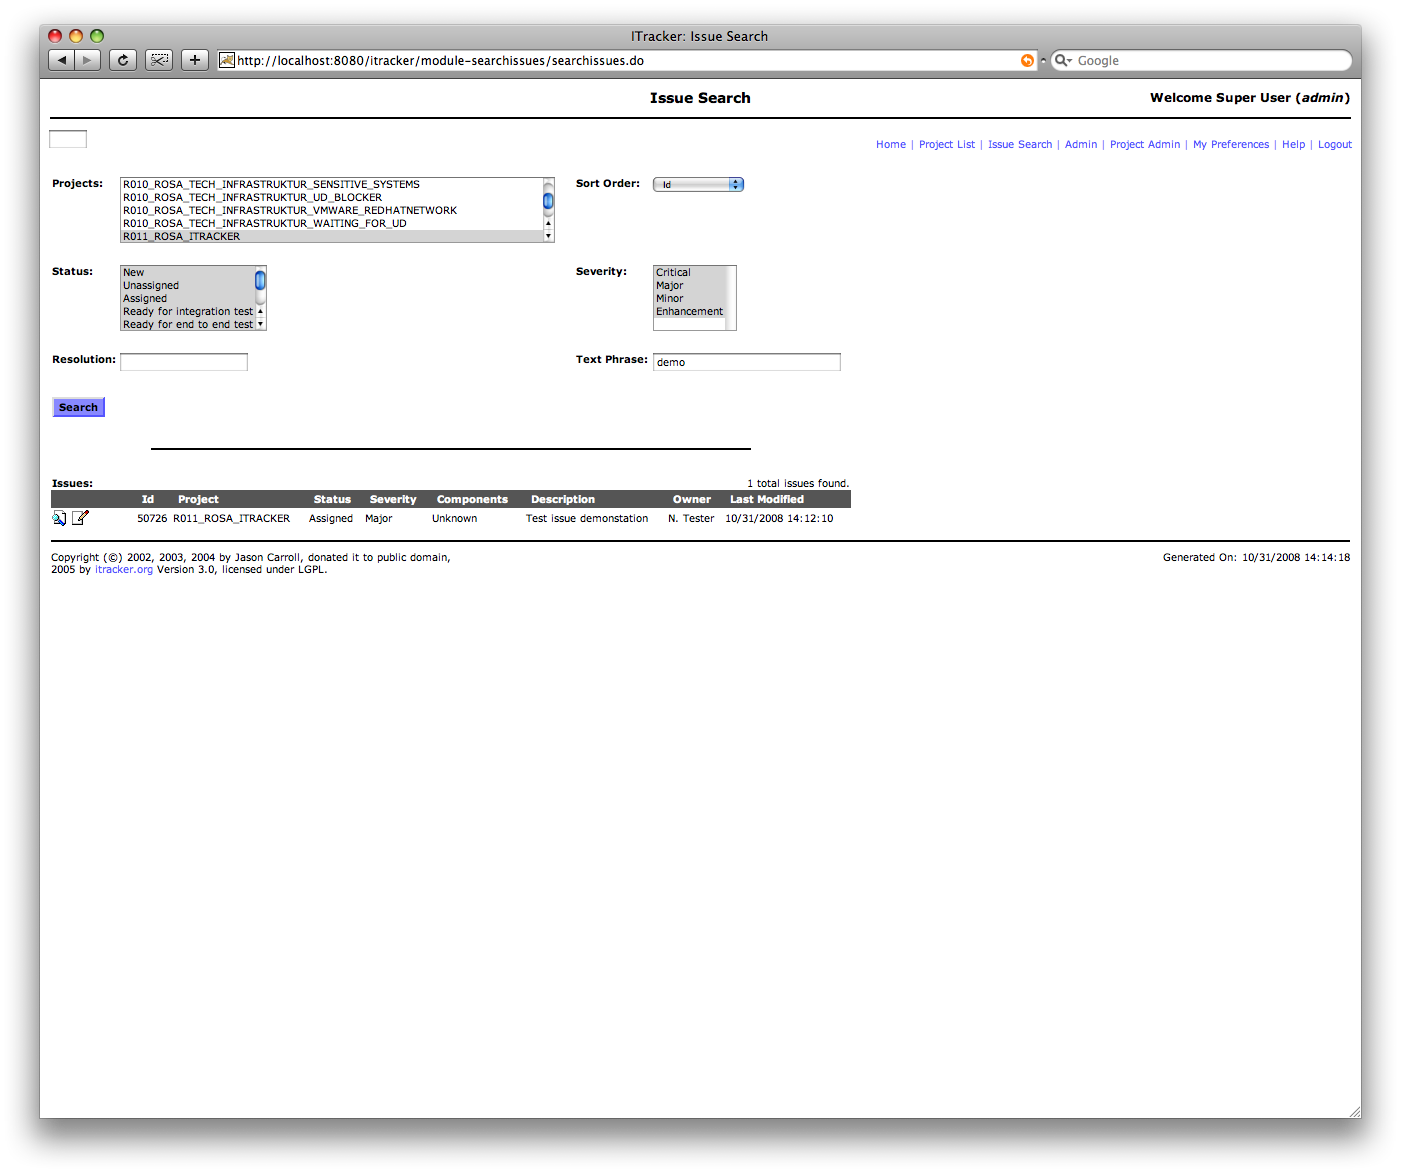 ITracker: Issue Search
http://localhost:8080/itracker/module-searchissues/searchissues.do
Google
Issue Search
Welcome Super User (admin)
Home | Project List | Issue Search | Admin | Project Admin | My Preferences | Help | Logout
Projects:
R010_ROSA_TECH_INFRASTRUKTUR_SENSITIVE_SYSTEMS
R010_ROSA_TECH_INFRASTRUKTUR_UD_BLOCKER
R010_ROSA_TECH_INFRASTRUKTUR_VMWARE_REDHATNETWORK
R010_ROSA_TECH_INFRASTRUKTUR_WAITING_FOR_UD
R011_ROSA_ITRACKER
Sort Order: Id
Status:
New
Unassigned
Assigned
Ready for integration test
Ready for end to end test
Severity:
Critical
Major
Minor
Enhancement
Resolution:
Text Phrase: demo
Search
Issues: 1 total issues found.
Id Project Status Severity Components Description Owner Last Modified
50726 R011_ROSA_ITRACKER Assigned Major Unknown Test issue demonstation N. Tester 10/31/2008 14:12:10
Copyright (©) 2002, 2003, 2004 by Jason Carroll, donated it to public domain,
2005 by itracker.org Version 3.0, licensed under LGPL.
Generated On: 10/31/2008 14:14:18